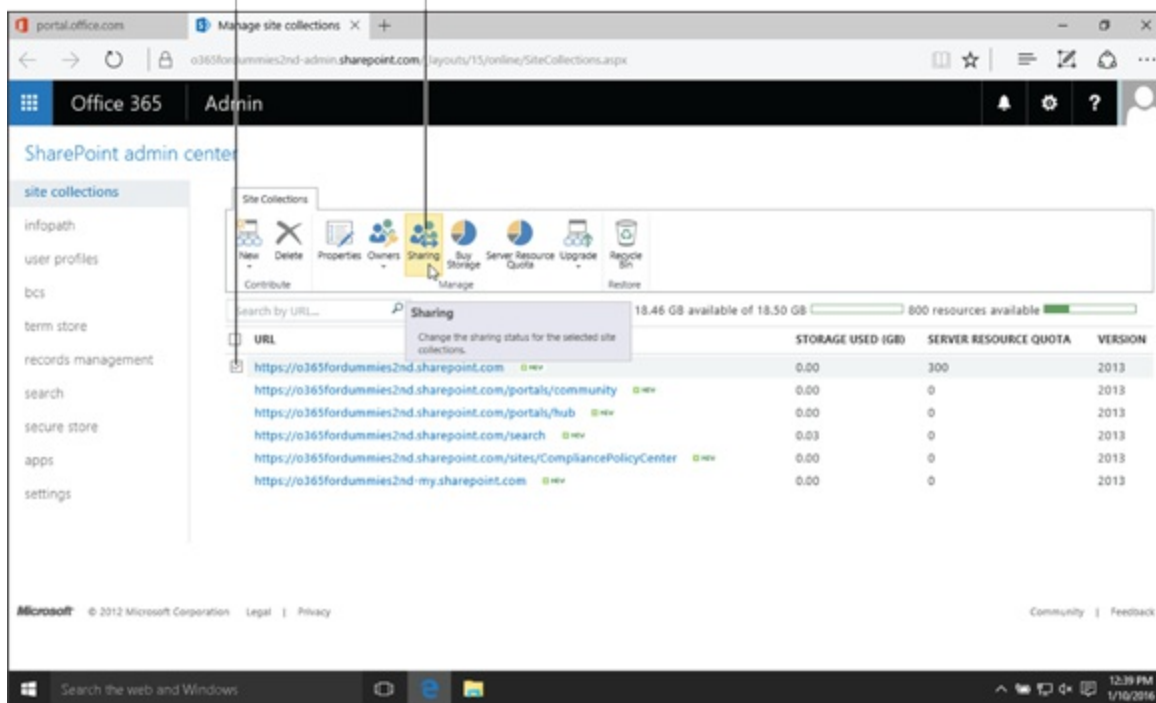 portal.office.com
Manage site collections
o365fordummies2nd-admin.sharepoint.com/_layouts/15/online/SiteCollections.aspx
Office 365
Admin
SharePoint admin center
site collections
infopath
user profiles
bcs
term store
records management
search
secure store
apps
settings
Site Collections
New
Delete
Properties
Owners
Sharing
Buy Storage
Server Resource Quota
Upgrade
Recycle Bin
Contribute
Manage
Restore
Search by URL...
18.46 GB available of 18.50 GB
800 resources available
Sharing
Change the sharing status for the selected site
collections.
URL STORAGE USED (GB) SERVER RESOURCE QUOTA VERSION
https://o365fordummies2nd.sharepoint.com NEW 0.00 300 2013
https://o365fordummies2nd.sharepoint.com/portals/community NEW 0.00 0 2013
https://o365fordummies2nd.sharepoint.com/portals/hub NEW 0.00 0 2013
https://o365fordummies2nd.sharepoint.com/search NEW 0.03 0 2013
https://o365fordummies2nd.sharepoint.com/sites/CompliancePolicyCenter NEW 0.00 0 2013
https://o365fordummies2nd-my.sharepoint.com NEW 0.00 0 2013
Microsoft © 2012 Microsoft Corporation Legal | Privacy
Community | Feedback
Search the web and Windows
12:39 PM
1/10/2016